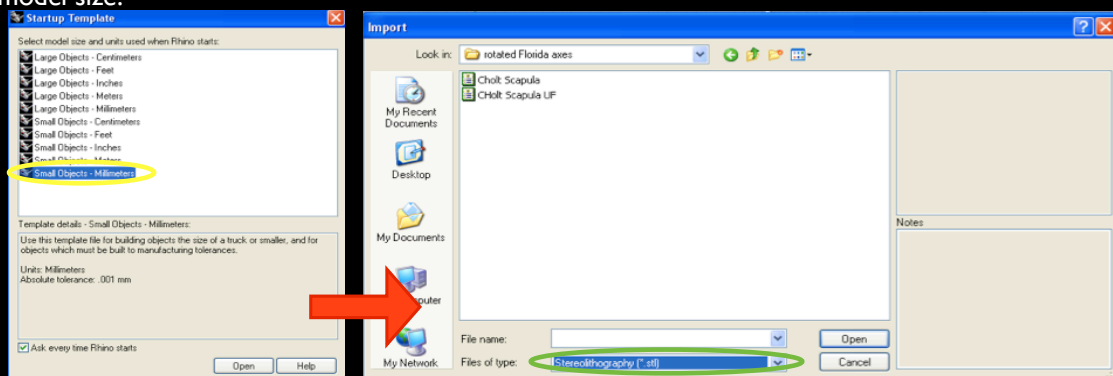 model size.
Startup Template
Select model size and units used when Rhino starts:
Large Objects - Centimeters
Large Objects - Feet
Large Objects - Inches
Large Objects - Meters
Large Objects - Millimeters
Small Objects - Centimeters
Small Objects - Feet
Small Objects - Inches
Small Objects - Meters
Small Objects - Millimeters
Template details - Small Objects - Millimeters:
Use this template file for building objects the size of a truck or smaller, and for
objects which must be built to manufacturing tolerances.
Units: Millimeters
Absolute tolerance: .001 mm
Ask every time Rhino starts
Open
Help
Import
Look in:
rotated Florida axes
My Recent
Documents
Desktop
My Documents
My Network
Cholt Scapula
CHolt Scapula UF
Notes
File name:
Open
Files of type:
Stereolithography (*.stl)
Cancel